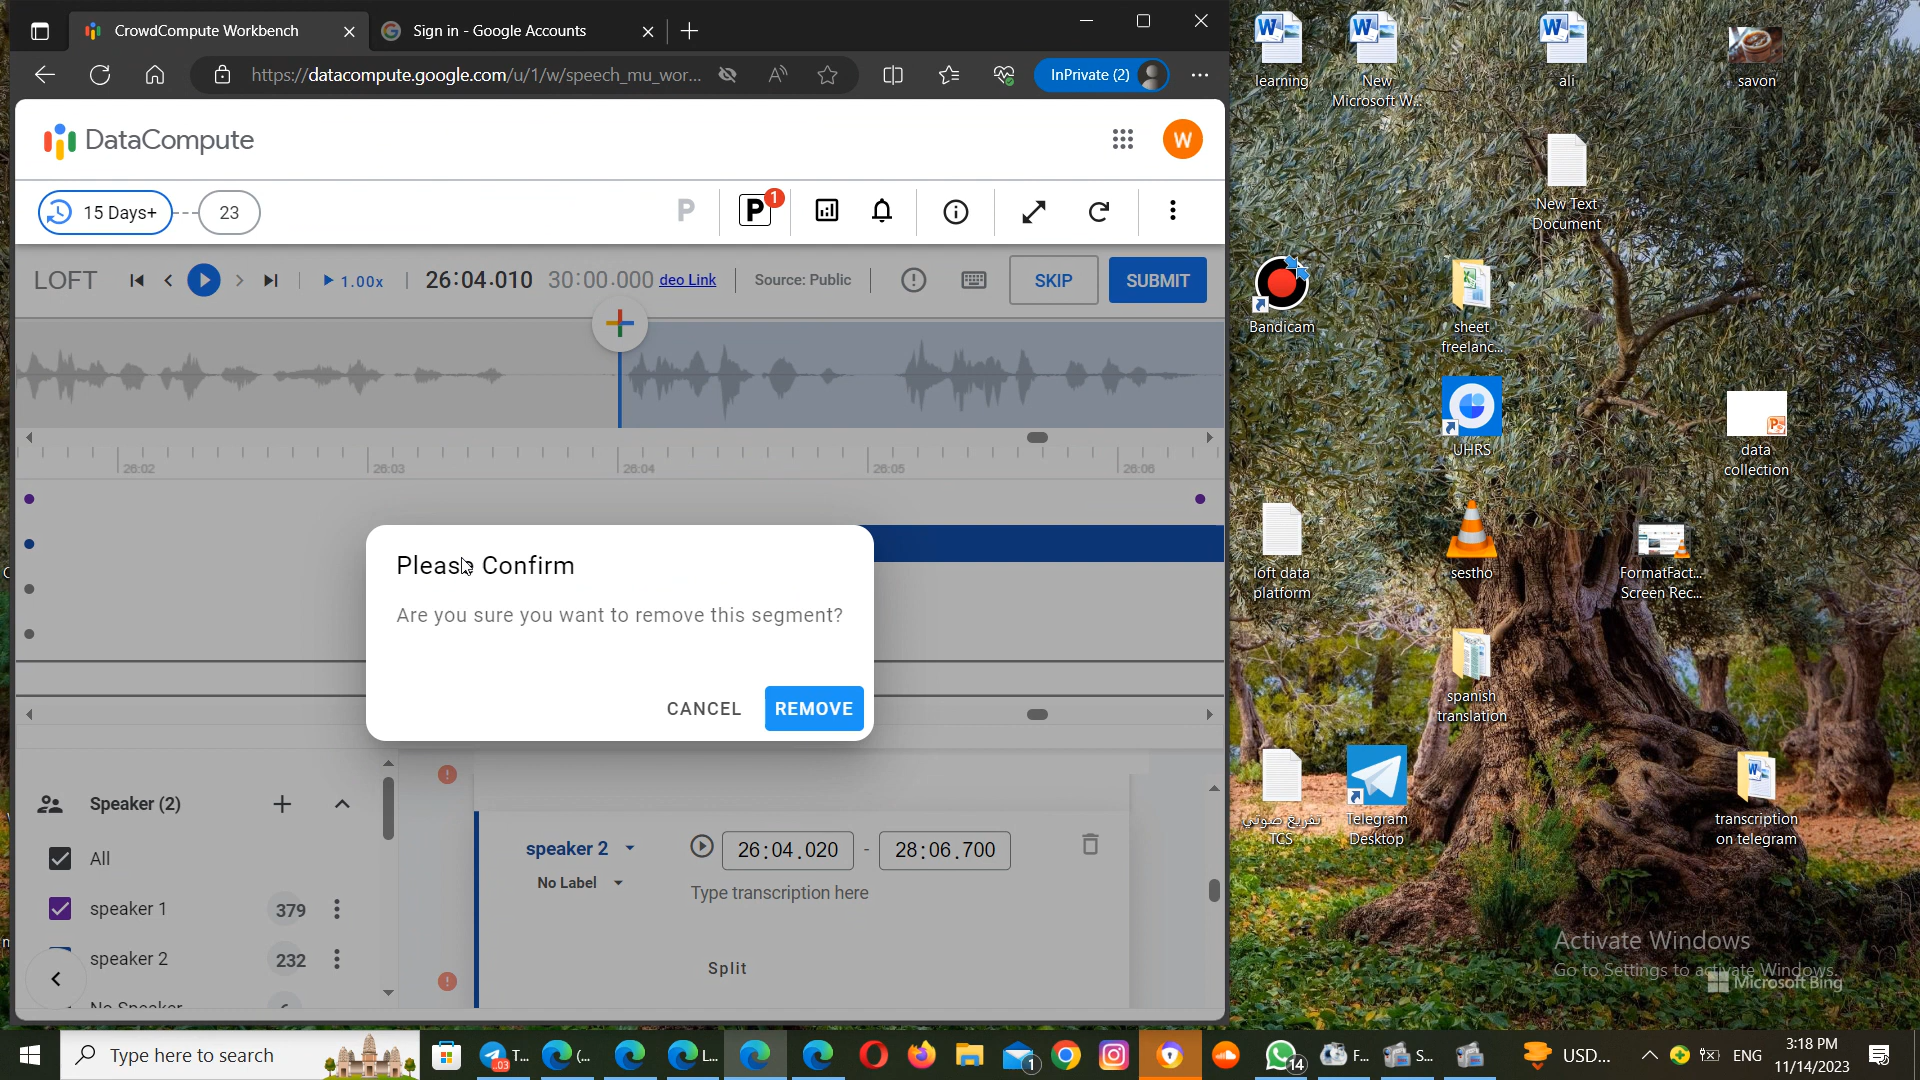 CrowdCompute Workbench
Sign in - Google Accounts
https://datacompute.google.com/u/1/w/speech_mu_wor...
InPrivate (2)
DataCompute
W
15 Days+
23
P
P
1
LOFT
1.00x
26:04.010
30:00.000
deo Link
Source: Public
SKIP
SUBMIT
26:02
26:03
26:04
26:05
26:06
Please Confirm
Are you sure you want to remove this segment?
CANCEL
REMOVE
Speaker (2)
All
speaker 1
379
speaker 2
232
speaker 2
26:04.020
-
28:06.700
No Label
Type transcription here
Split
learning
New
Microsoft W...
ali
savon
New Text
Document
Bandicam
sheet
freelanc...
UHRS
data
collection
loft data
platform
sestho
FormatFact...
Screen Rec...
spanish
translation
تفريغ صوتي
TCS
Telegram
Desktop
transcription
on telegram
Activate Windows
Go to Settings to activate Windows.
Microsoft Bing
Type here to search
03
T...
(...
L...
1
14
F...
S...
USD...
ENG
3:18 PM
11/14/2023